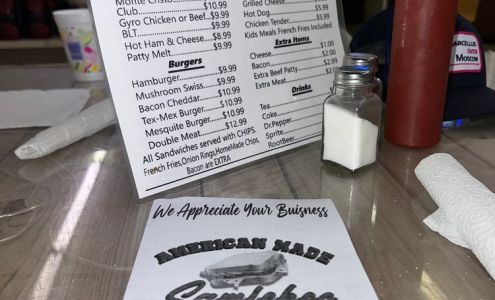 Monte Cristo
Club $10.99
Gyro Chicken or Beef $9.99
BLT $9.99
Hot Ham & Cheese $8.99
Patty Melt $9.99
Burgers
Hamburger $9.99
Mushroom Swiss $9.99
Bacon Cheddar $10.99
Tex-Mex Burger $10.99
Mesquite Burger $10.99
Double Meat $12.99
All Sandwiches served with CHIPS,
French Fries, Onion Rings, HomeMade Chips,
Bacon are EXTRA
Grilled Cheese
Hot Dog $5.99
Chicken Tender $5.99
Kids Meals French Fries Included
Extra Items
Cheese $1.00
Bacon $2.00
Extra Beef Patty $3.99
Extra Meat
Drinks
Tea
Coke
Dr.Pepper
Sprite
RootBeer
MARCELLUS
OVER
MOSCOW
We Appreciate Your Buisness
AMERICAN MADE